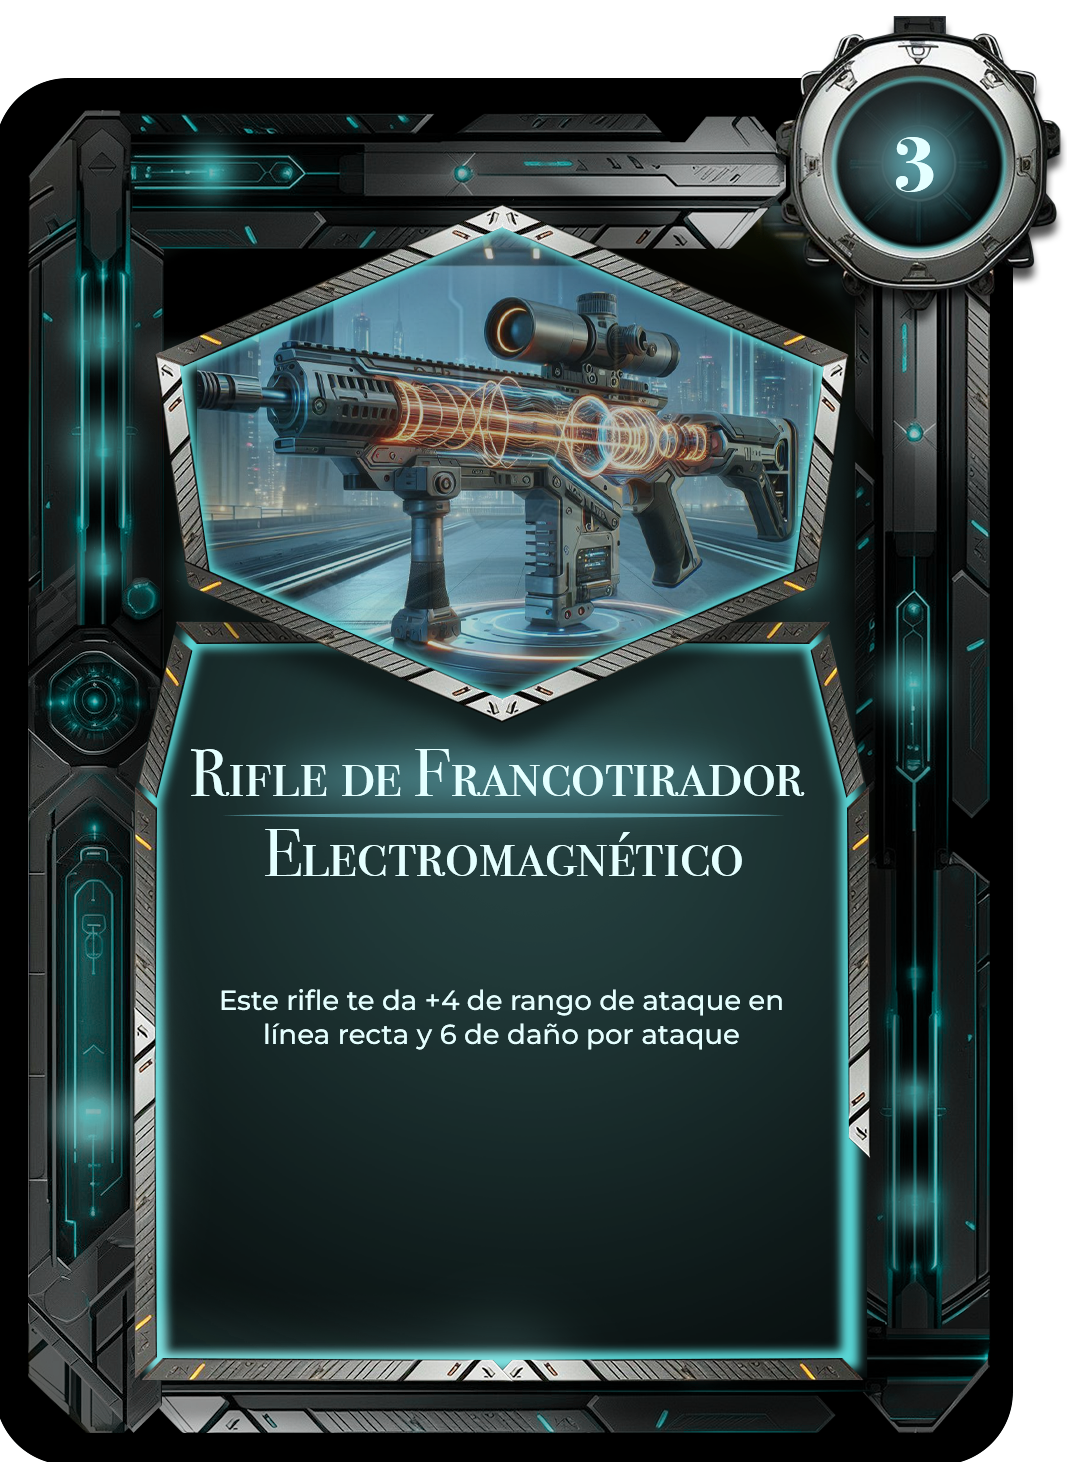 3
Rifle de Francotirador
Electromagnético
Este rifle te da +4 de rango de ataque en
línea recta y 6 de daño por ataque